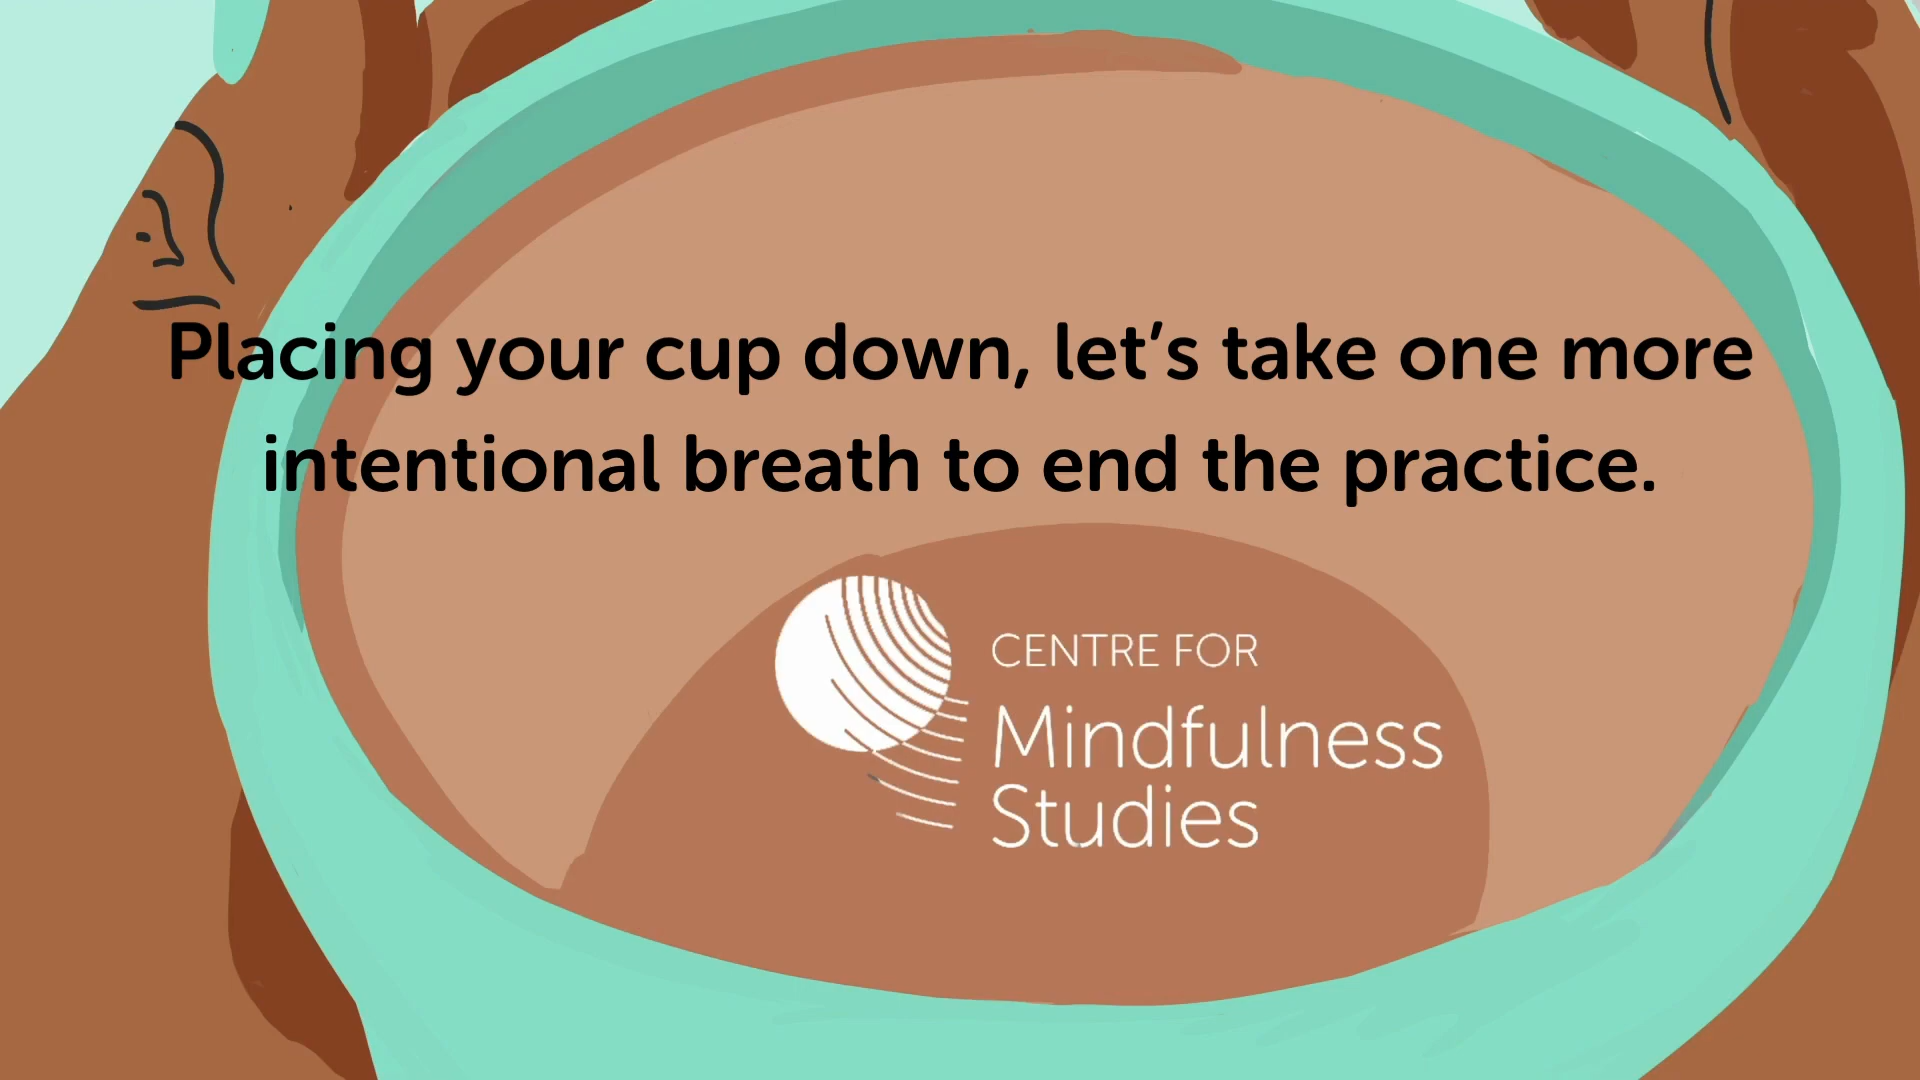 Placing your cup down, let’s take one more
intentional breath to end the practice.
CENTRE FOR
Mindfulness
Studies